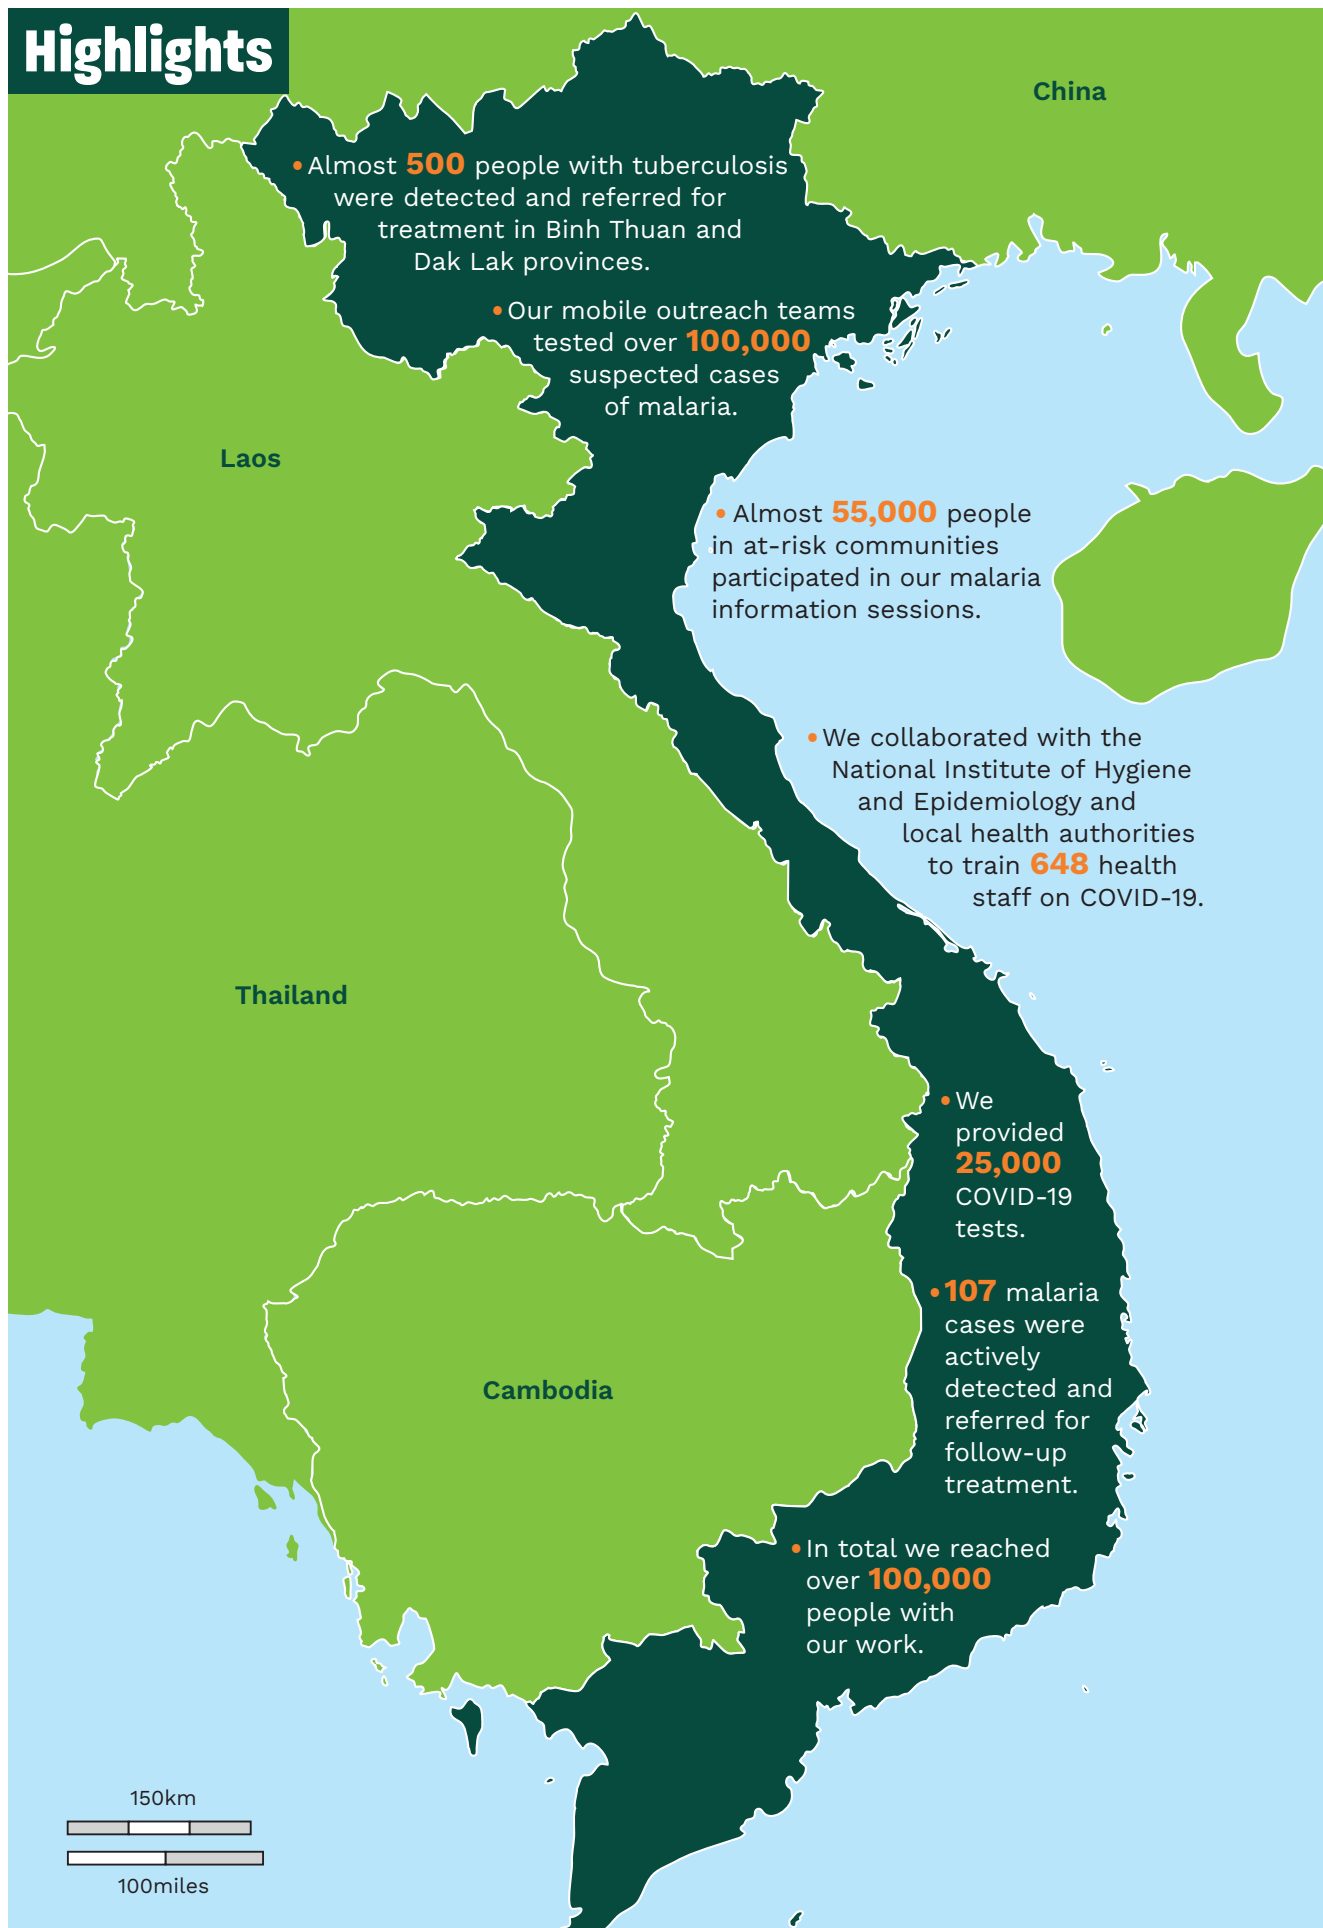 Highlights
China
• Almost 500 people with tuberculosis
were detected and referred for
treatment in Binh Thuan and
Dak Lak provinces.
• Our mobile outreach teams
tested over 100,000
suspected cases
of malaria.
Laos
• Almost 55,000 people
in at-risk communities
participated in our malaria
information sessions.
• We collaborated with the
National Institute of Hygiene
and Epidemiology and
local health authorities
to train 648 health
staff on COVID-19.
Thailand
• We
provided
25,000
COVID-19
tests.
• 107 malaria
cases were
actively
detected and
referred for
follow-up
treatment.
Cambodia
• In total we reached
over 100,000
people with
our work.
150km
100miles